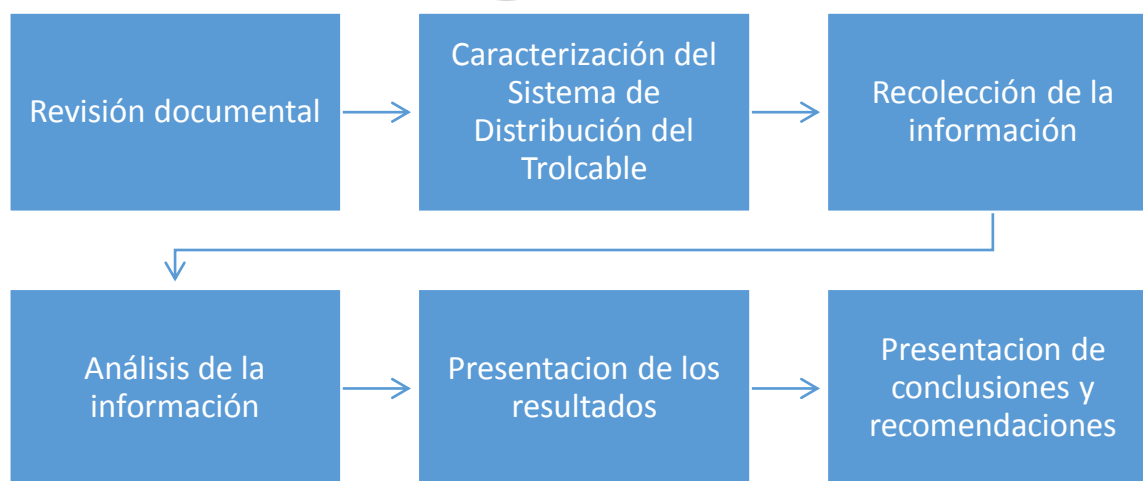 Revisión documental
Caracterización del
Sistema de
Distribución del
Trolcable
Recolección de la
información
Análisis de la
información
Presentacion de los
resultados
Presentacion de
conclusiones y
recomendaciones